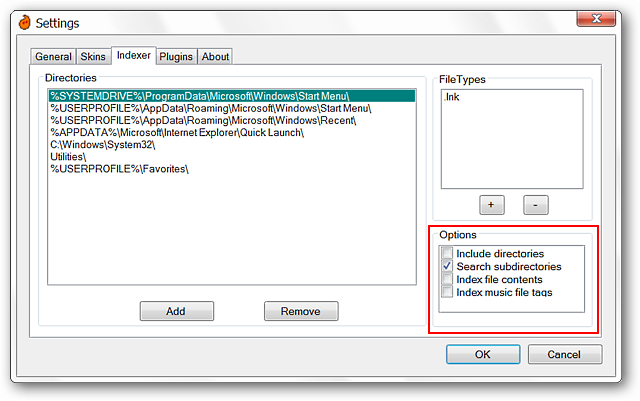 Settings
General
Skins
Indexer
Plugins
About
Directories
%SYSTEMDRIVE%\ProgramData\Microsoft\Windows\Start Menu\
%USERPROFILE%\AppData\Roaming\Microsoft\Windows\Start Menu\
%USERPROFILE%\AppData\Roaming\Microsoft\Windows\Recent\
%APPDATA%\Microsoft\Internet Explorer\Quick Launch\
C:\Windows\System32\
Utilities\
%USERPROFILE%\Favorites\
Add
Remove
FileTypes
.lnk
+
-
Options
Include directories
Search subdirectories
Index file contents
Index music file tags
OK
Cancel